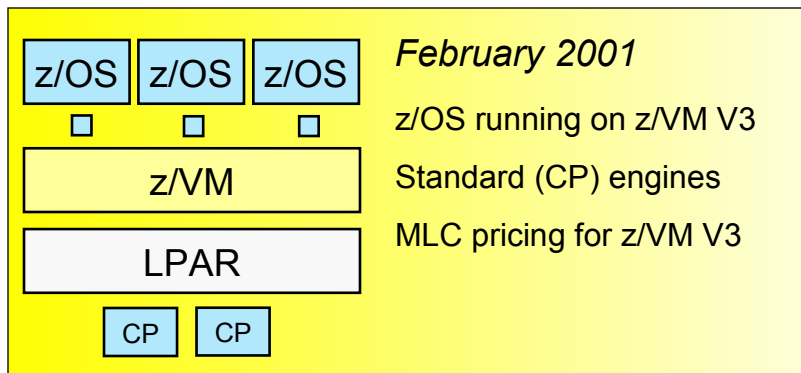 z/OS z/OS z/OS
z/VM
LPAR
CP CP
February 2001
z/OS running on z/VM V3
Standard (CP) engines
MLC pricing for z/VM V3